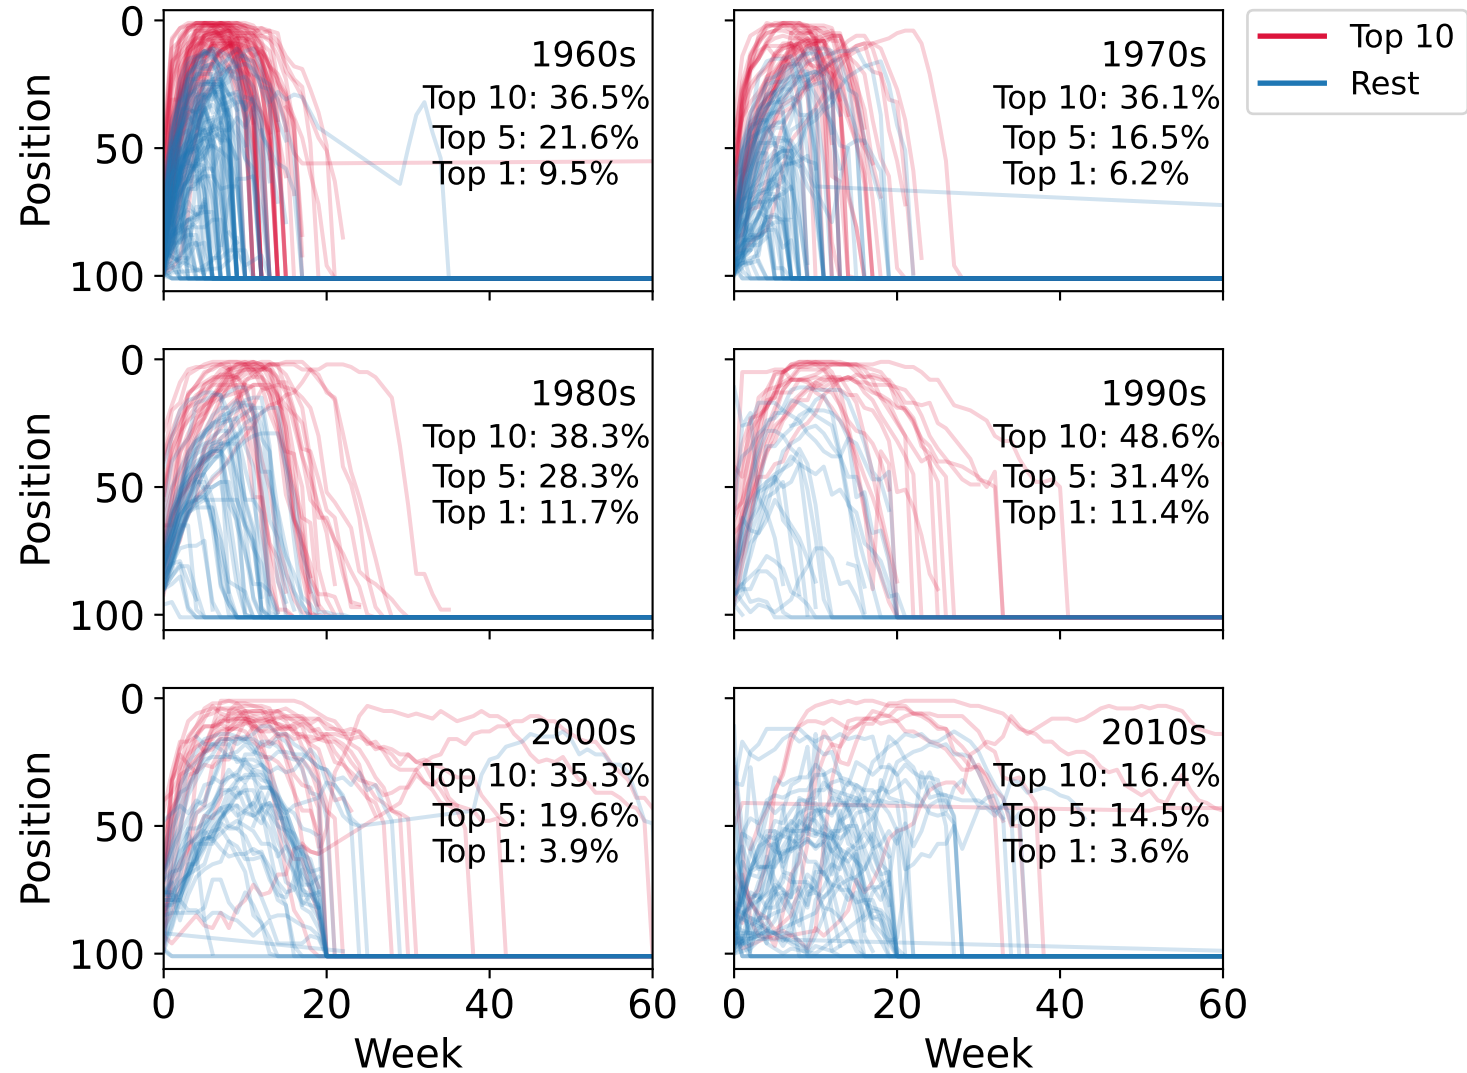 0
50
100
Position
1960s
Top 10: 36.5%
Top 5: 21.6%
Top 1: 9.5%
1970s
Top 10: 36.1%
Top 5: 16.5%
Top 1: 6.2%
Top 10
Rest
0
50
100
Position
1980s
Top 10: 38.3%
Top 5: 28.3%
Top 1: 11.7%
1990s
Top 10: 48.6%
Top 5: 31.4%
Top 1: 11.4%
0
50
100
Position
2000s
Top 10: 35.3%
Top 5: 19.6%
Top 1: 3.9%
2010s
Top 10: 16.4%
Top 5: 14.5%
Top 1: 3.6%
0 20 40 60
Week
0 20 40 60
Week